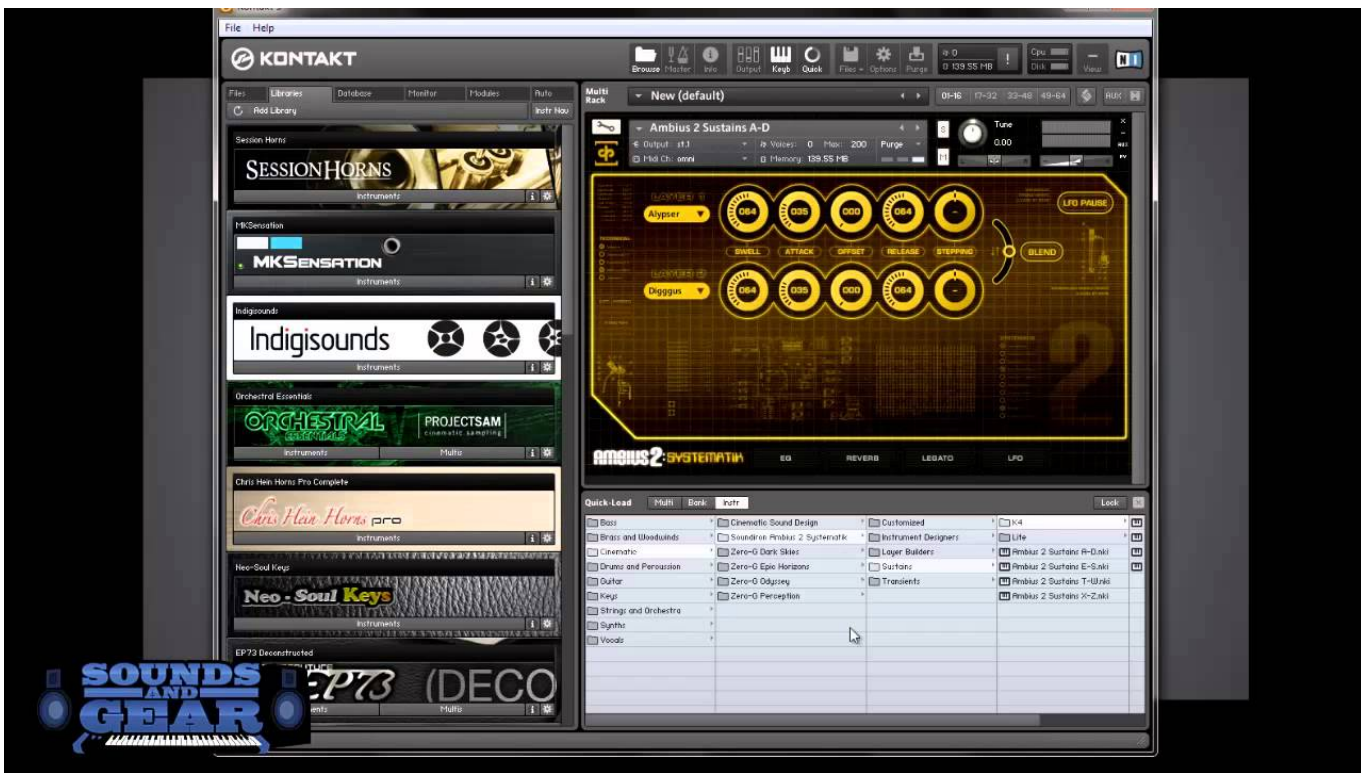 File Help
KONTAKT
Browse Master Info Output Keyb Quick Files Options Purge 0 139.55 MB ! Cpu Disk View
Files Libraries Database Monitor Modules Auto
Add Library Instr Nav
Session Horns
SESSION HORNS
Instruments i
MKSensation
MKSENSATION
Instruments i
Indigisounds
Indigisounds
Instruments i
Orchestral Essentials
ORCHESTRAL ESSENTIALS PROJECTSAM cinematic sampling
Instruments Multis i
Chris Hein Horns Pro Complete
Chris Hein Horns pro
Instruments i
Neo-Soul Keys
Neo-Soul Keys
Instruments i
EP73 Deconstructed
EP73 (DECO
Multis i
Multi Rack New (default) 01-16 17-32 33-48 49-64 AUX
Ambius 2 Sustains A-D S Tune
Output: st.1 Voices: 0 Max: 200 Purge 0.00
Midi Ch: omni Memory: 139.55 MB M
LAYER 1
Alypser 064 035 000 064 - LFO PAUSE
SWELL ATTACK OFFSET RELEASE STEPPING BLEND
Digggus 064 035 000 064 -
2
AMBIUS 2: SYSTEMATIK EG REVERB LEGATO LFO
Quick-Load Multi Bank Instr Look
Bass Cinematic Sound Design Customized K4
Brass and Woodwinds Soundiron Ambius 2 Systematik Instrument Designers Lite
Cinematic Zero-G Dark Skies Layer Builders Ambius 2 Sustains A-D.nki
Drums and Percussion Zero-G Epic Horizons Sustains Ambius 2 Sustains E-S.nki
Guitar Zero-G Odyssey Transients Ambius 2 Sustains T-W.nki
Keys Zero-G Perception Ambius 2 Sustains X-Z.nki
Strings and Orchestra
Synths
Vocals
SOUNDS
AND
GEAR